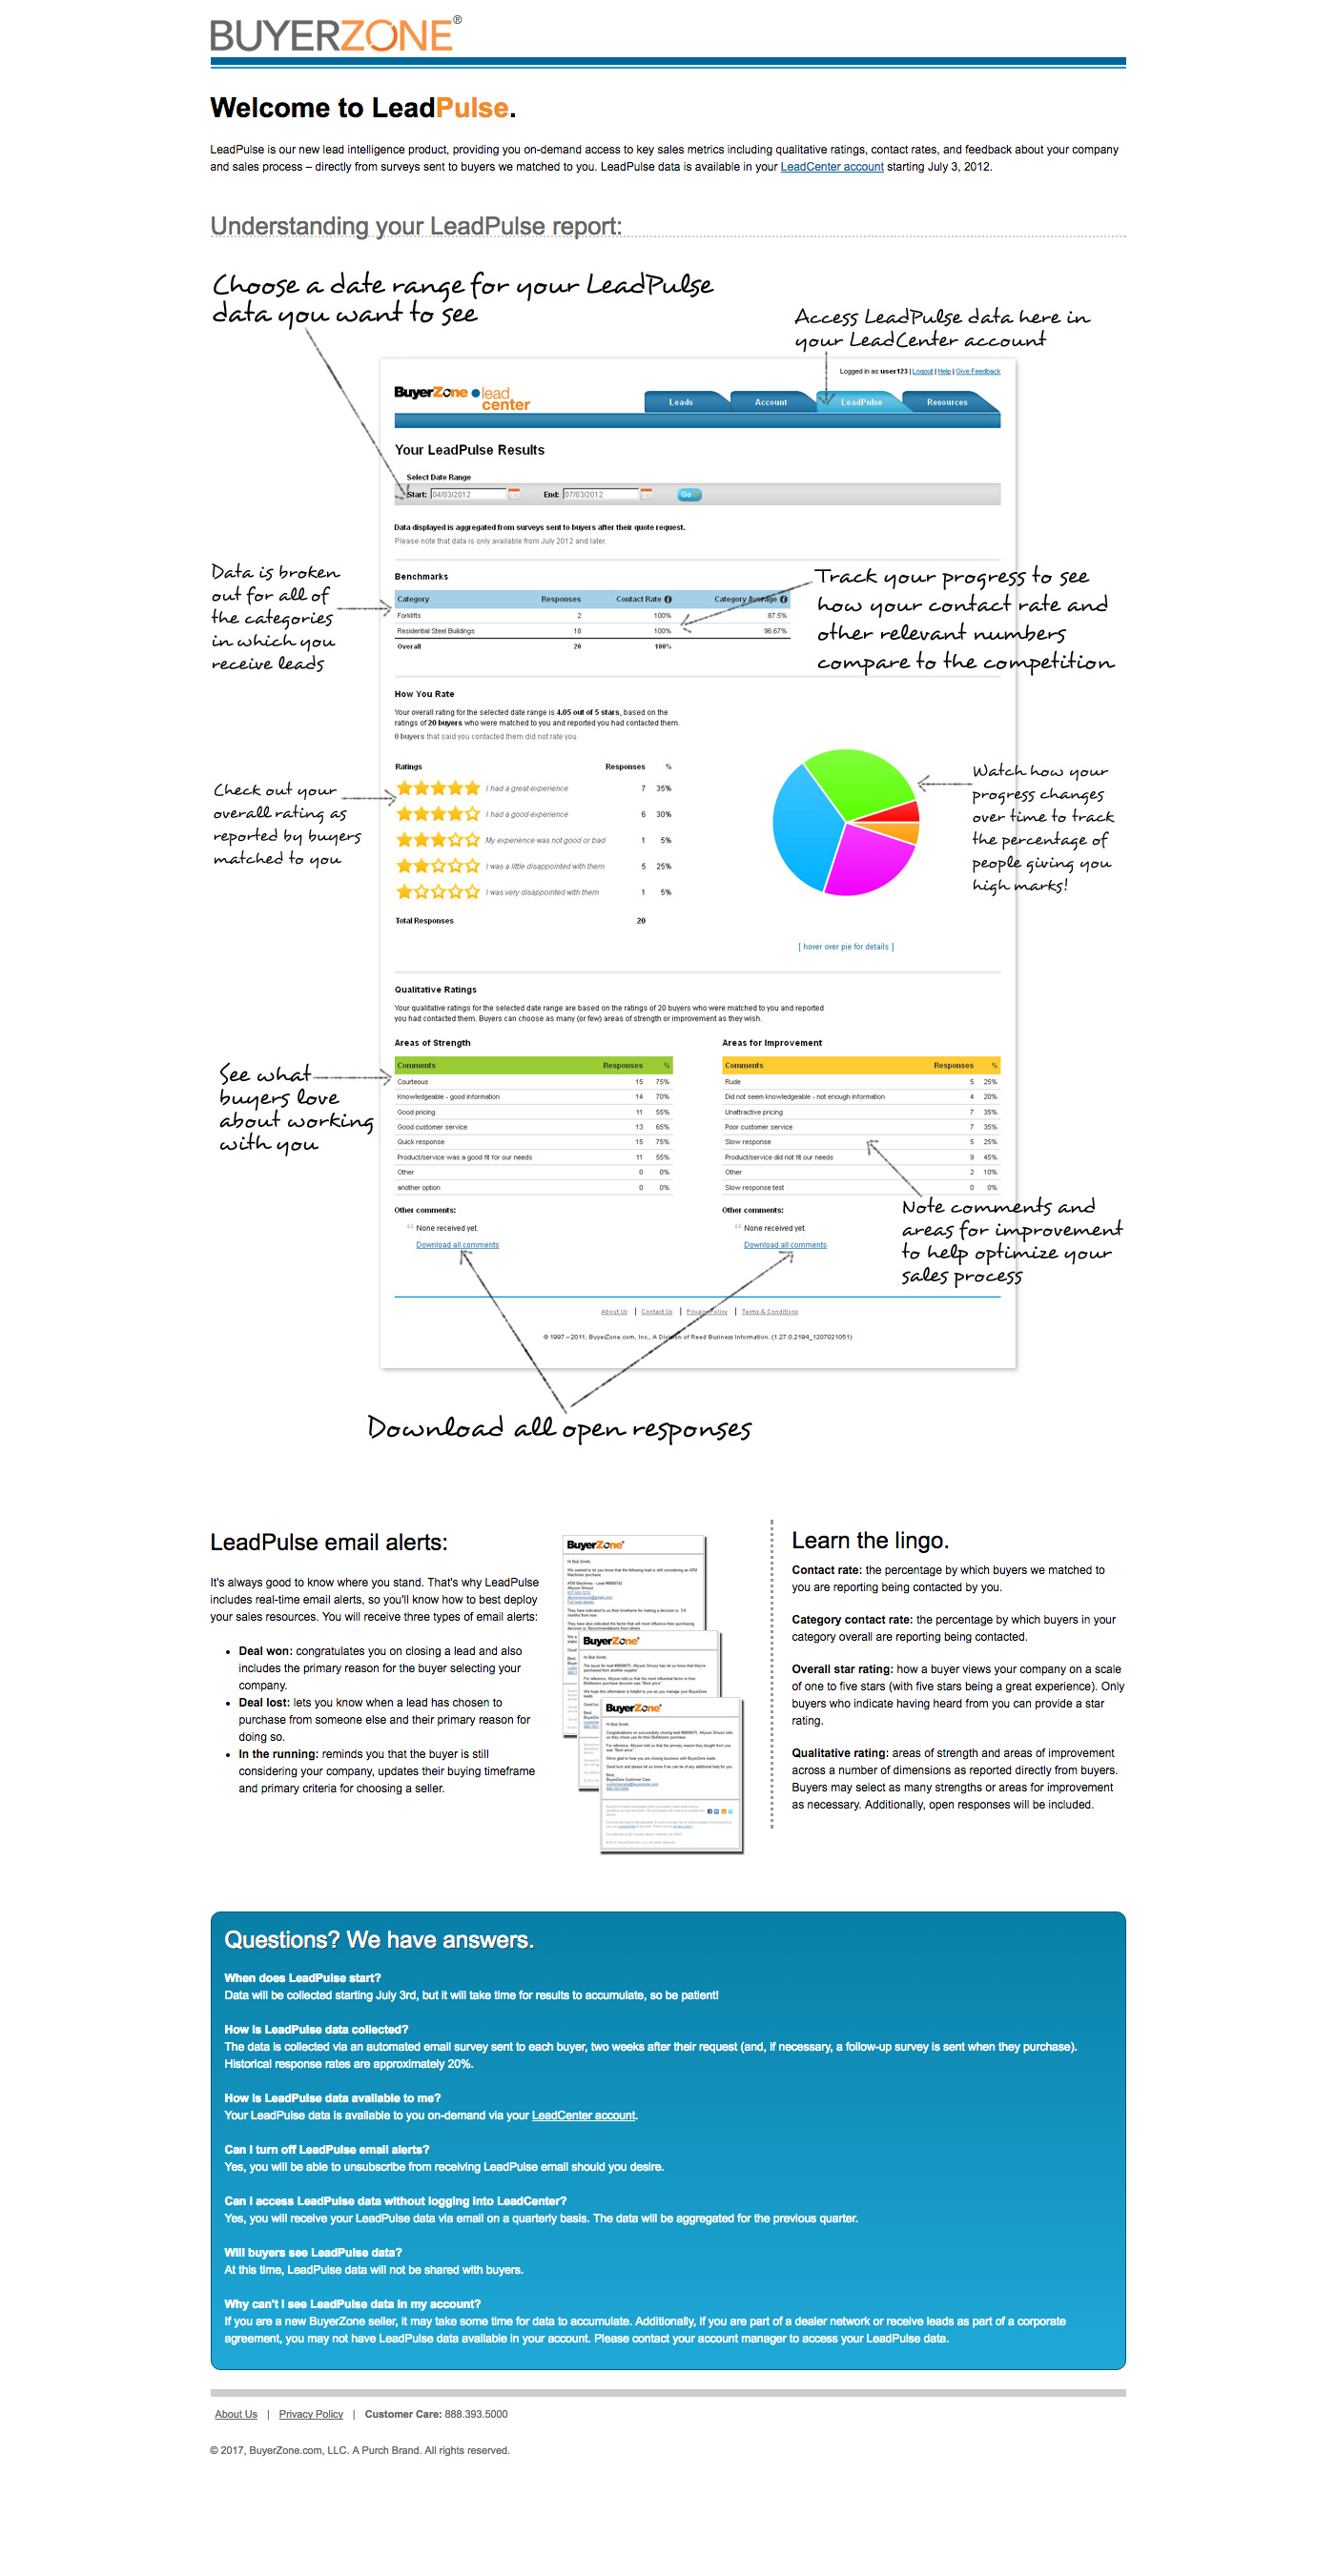 BUYERZONE®
Welcome to LeadPulse.
LeadPulse is our new lead intelligence product, providing you on-demand access to key sales metrics including qualitative ratings, contact rates, and feedback about your company
and sales process – directly from surveys sent to buyers we matched to you. LeadPulse data is available in your LeadCenter account starting July 3, 2012.
Understanding your LeadPulse report:
Choose a date range for your LeadPulse
data you want to see
Access LeadPulse data here in
your LeadCenter account
Logged in as user123 | Logout | Help | Give Feedback
BuyerZone lead
center
Leads Account LeadPulse Resources
Your LeadPulse Results
Select Date Range
Start: 04/03/2012 End: 07/03/2012 Go
Data displayed is aggregated from surveys sent to buyers after their quote request.
Please note that data is only available from July 2012 and later.
Data is broken
out for all of
the categories
in which you
receive leads
Benchmarks
Category Responses Contact Rate Category Average
Forklifts 2 100% 87.5%
Residential Steel Buildings 18 100% 96.67%
Overall 20 100%
Track your progress to see
how your contact rate and
other relevant numbers
compare to the competition
How You Rate
Your overall rating for the selected date range is 4.05 out of 5 stars, based on the
ratings of 20 buyers who were matched to you and reported you had contacted them.
0 buyers that said you contacted them did not rate you.
Check out your
overall rating as
reported by buyers
matched to you
Ratings Responses %
I had a great experience 7 35%
I had a good experience 6 30%
My experience was not good or bad 1 5%
I was a little disappointed with them 5 25%
I was very disappointed with them 1 5%
Total Responses 20
[ hover over pie for details ]
Watch how your
progress changes
over time to track
the percentage of
people giving you
high marks!
Qualitative Ratings
Your qualitative ratings for the selected date range are based on the ratings of 20 buyers who were matched to you and reported
you had contacted them. Buyers can choose as many (or few) areas of strength or improvement as they wish.
See what
buyers love
about working
with you
Areas of Strength
Comments Responses %
Courteous 15 75%
Knowledgeable - good information 14 70%
Good pricing 11 55%
Good customer service 13 65%
Quick response 15 75%
Product/service was a good fit for our needs 11 55%
Other 0 0%
another option 0 0%
Other comments:
None received yet.
Download all comments
Areas for Improvement
Comments Responses %
Rude 5 25%
Did not seem knowledgeable - not enough information 4 20%
Unattractive pricing 7 35%
Poor customer service 7 35%
Slow response 5 25%
Product/service did not fit our needs 9 45%
Other 2 10%
Slow response test 0 0%
Other comments:
None received yet.
Download all comments
Note comments and
areas for improvement
to help optimize your
sales process
About Us | Contact Us | Privacy Policy | Terms & Conditions
© 1997 – 2011, BuyerZone.com, Inc., A Division of Reed Business Information. (1.27.0.2194_1207021051)
Download all open responses
LeadPulse email alerts:
It's always good to know where you stand. That's why LeadPulse
includes real-time email alerts, so you'll know how to best deploy
your sales resources. You will receive three types of email alerts:
• Deal won: congratulates you on closing a lead and also
includes the primary reason for the buyer selecting your
company.
• Deal lost: lets you know when a lead has chosen to
purchase from someone else and their primary reason for
doing so.
• In the running: reminds you that the buyer is still
considering your company, updates their buying timeframe
and primary criteria for choosing a seller.
BuyerZone
Hi Bob Smith,
BuyerZone
Hi Bob Smith,
BuyerZone
Hi Bob Smith,
Learn the lingo.
Contact rate: the percentage by which buyers we matched to
you are reporting being contacted by you.
Category contact rate: the percentage by which buyers in your
category overall are reporting being contacted.
Overall star rating: how a buyer views your company on a scale
of one to five stars (with five stars being a great experience). Only
buyers who indicate having heard from you can provide a star
rating.
Qualitative rating: areas of strength and areas of improvement
across a number of dimensions as reported directly from buyers.
Buyers may select as many strengths or areas for improvement
as necessary. Additionally, open responses will be included.
Questions? We have answers.
When does LeadPulse start?
Data will be collected starting July 3rd, but it will take time for results to accumulate, so be patient!
How is LeadPulse data collected?
The data is collected via an automated email survey sent to each buyer, two weeks after their request (and, if necessary, a follow-up survey is sent when they purchase).
Historical response rates are approximately 20%.
How is LeadPulse data available to me?
Your LeadPulse data is available to you on-demand via your LeadCenter account.
Can I turn off LeadPulse email alerts?
Yes, you will be able to unsubscribe from receiving LeadPulse email should you desire.
Can I access LeadPulse data without logging into LeadCenter?
Yes, you will receive your LeadPulse data via email on a quarterly basis. The data will be aggregated for the previous quarter.
Will buyers see LeadPulse data?
At this time, LeadPulse data will not be shared with buyers.
Why can't I see LeadPulse data in my account?
If you are a new BuyerZone seller, it may take some time for data to accumulate. Additionally, if you are part of a dealer network or receive leads as part of a corporate
agreement, you may not have LeadPulse data available in your account. Please contact your account manager to access your LeadPulse data.
About Us | Privacy Policy | Customer Care: 888.393.5000
© 2017, BuyerZone.com, LLC. A Purch Brand. All rights reserved.